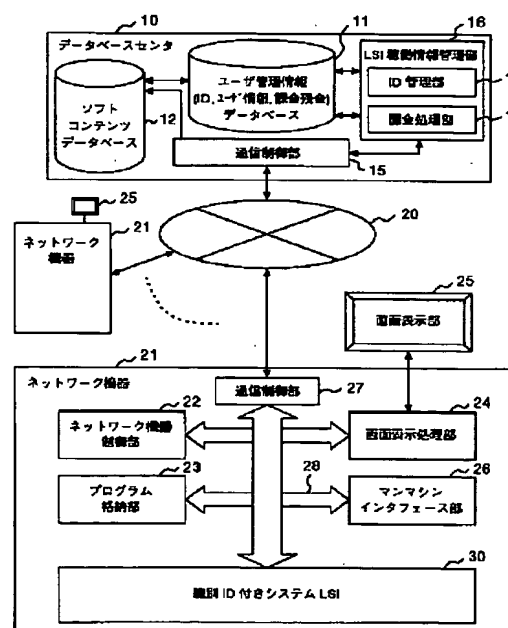 10
データベースセンタ
11
16
LSI 稼働情報管理部
ユーザ管理情報
(ID、ユーザ情報、課金残金)
データベース
ID 管理部
ソフト
コンテンツ
データベース
12
課金処理部
通信制御部
15
25
21
ネットワーク
機器
20
25
画面表示部
21
ネットワーク機器
通信制御部
27
22
ネットワーク機器
制御部
24
画面表示処理部
23
プログラム
格納部
28
26
マンマシン
インタフェース部
30
識別 ID 付きシステム LSI